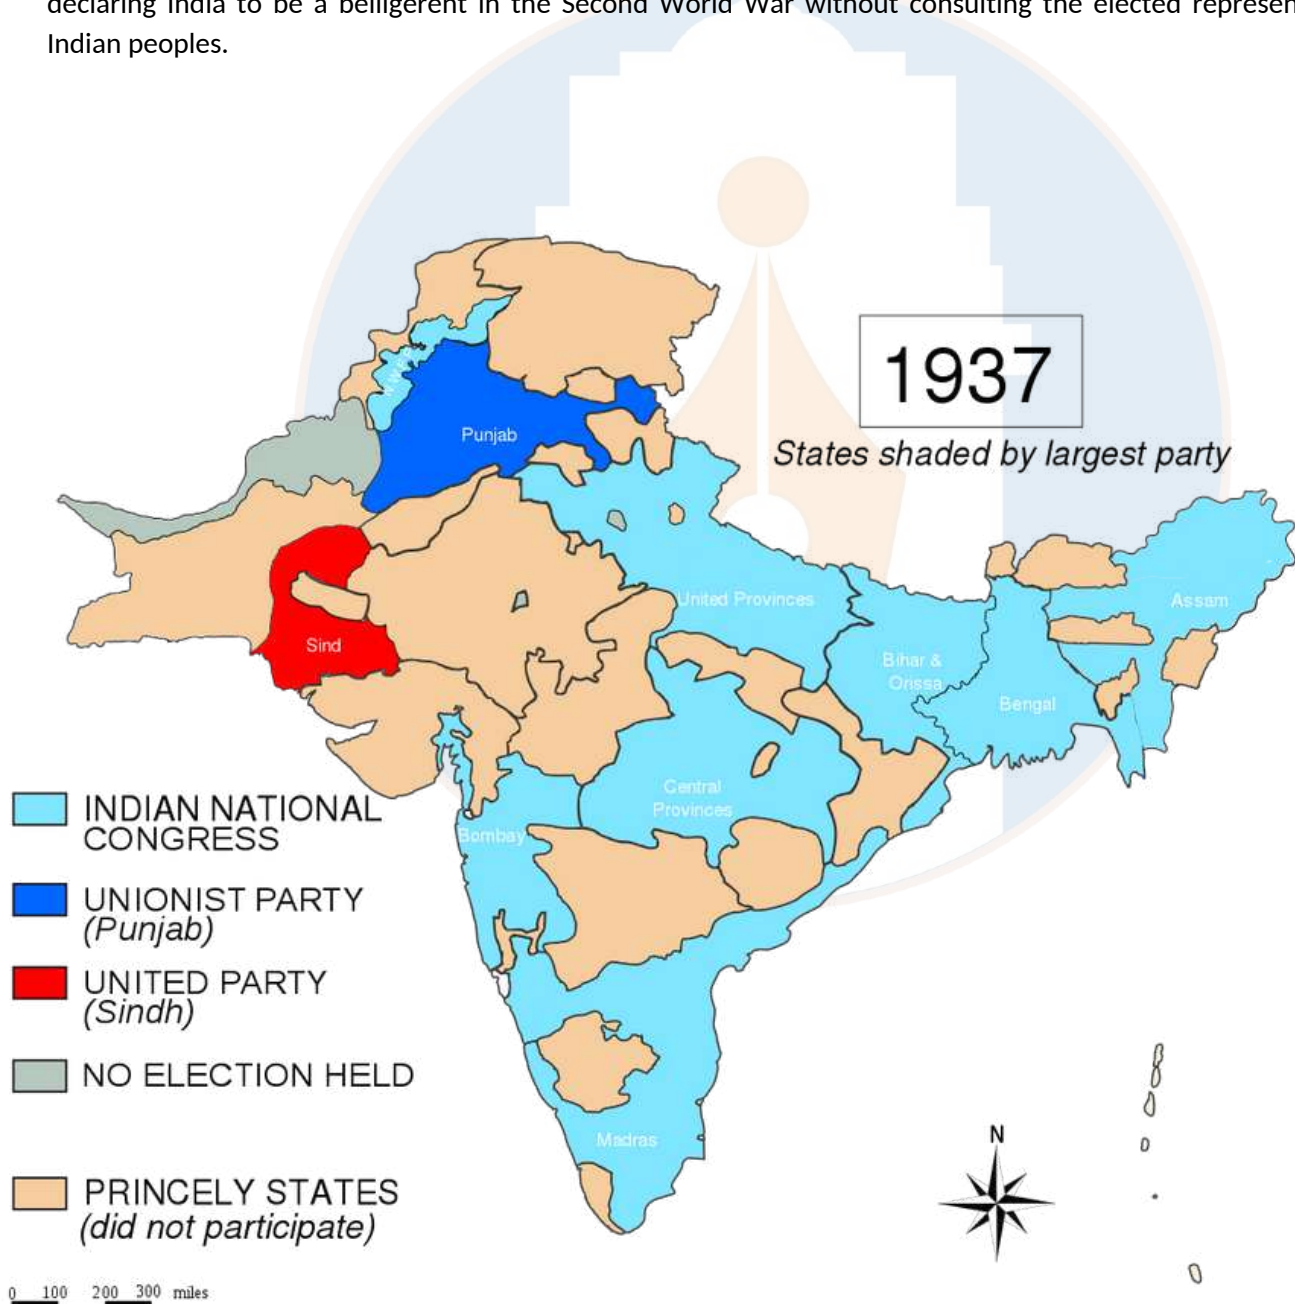 declaring India to be a belligerent in the Second World War without consulting the elected represen
Indian peoples.
1937
States shaded by largest party
N.W.F.P.
Punjab
United Provinces
Assam
Sind
Bihar &
Orissa
Bengal
Central
Provinces
Bombay
Madras
INDIAN NATIONAL
CONGRESS
UNIONIST PARTY
(Punjab)
UNITED PARTY
(Sindh)
NO ELECTION HELD
PRINCELY STATES
(did not participate)
N
0 100 200 300 miles